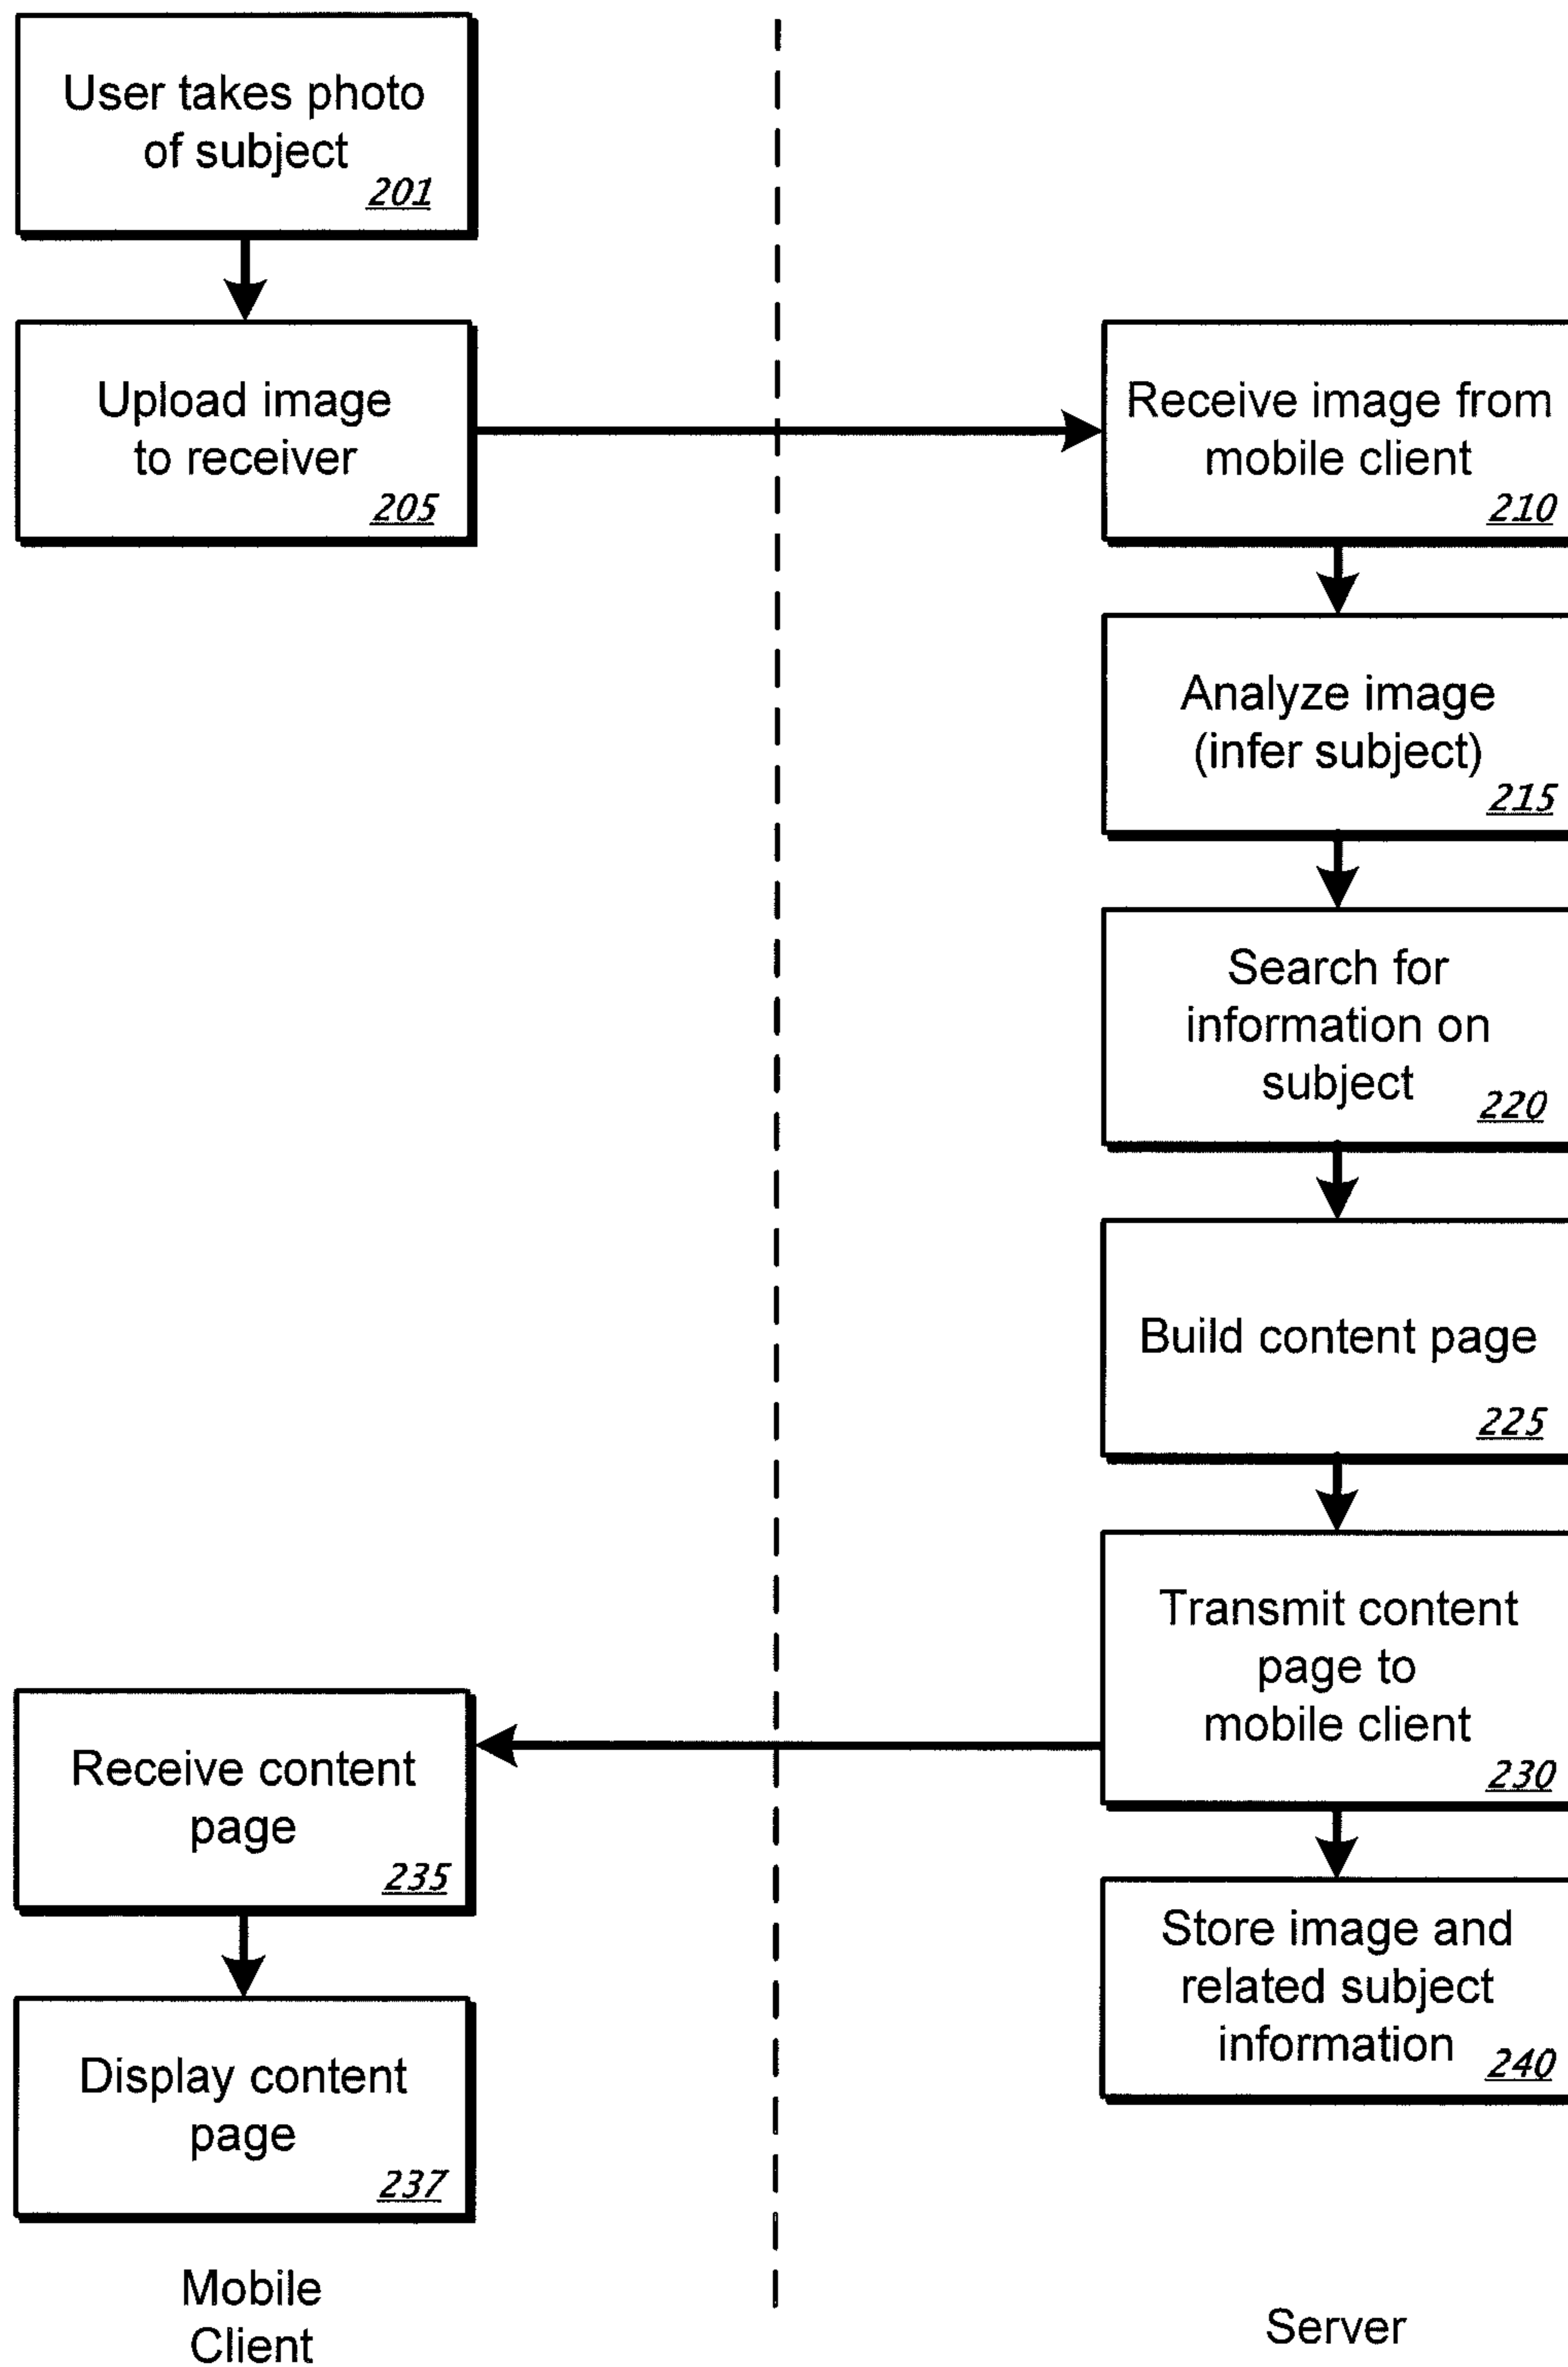 User takes photo
of subject
201
Upload image
to receiver
205
Receive image from
mobile client
210
Analyze image
(infer subject)
215
Search for
information on
subject
220
Build content page
225
Transmit content
page to
mobile client
230
Receive content
page
235
Store image and
related subject
information
240
Display content
page
237
Mobile
Client
Server